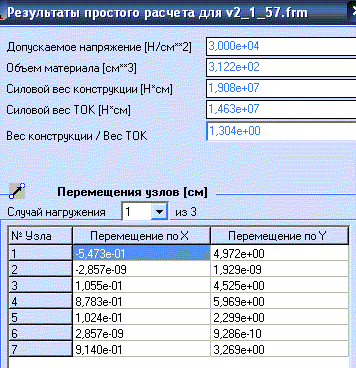 Результаты простого расчета для v2_1_57.frm
Допускаемое напряжение [Н/см**2] 3,000e+04
Объем материала [см**3] 3,122e+02
Силовой вес конструкции [Н*см] 1,908e+07
Силовой вес ТОК [Н*см] 1,463e+07
Вес конструкции / Вес ТОК 1,304e+00
Перемещения узлов [см]
Случай нагружения 1 из 3
№ Узла Перемещение по X Перемещение по Y
1 -5,473e-01 4,972e+00
2 -2,857e-09 1,929e-09
3 1,055e-01 4,525e+00
4 8,783e-01 5,969e+00
5 1,024e-01 2,299e+00
6 2,857e-09 9,286e-10
7 9,140e-01 3,269e+00